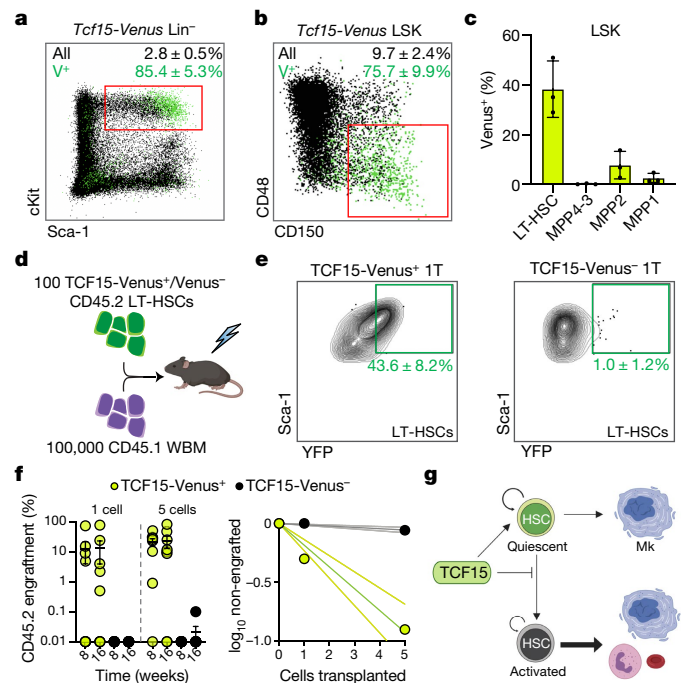 a
Tcf15-Venus Lin⁻
All 2.8 ± 0.5%
V⁺ 85.4 ± 5.3%
cKit
Sca-1
b
Tcf15-Venus LSK
All 9.7 ± 2.4%
V⁺ 75.7 ± 9.9%
CD48
CD150
c
LSK
Venus⁺ (%)
60
40
20
0
LT-HSC
MPP4-3
MPP2
MPP1
d
100 TCF15-Venus⁺/Venus⁻
CD45.2 LT-HSCs
100,000 CD45.1 WBM
e
TCF15-Venus⁺ 1T
43.6 ± 8.2%
LT-HSCs
Sca-1
YFP
TCF15-Venus⁻ 1T
1.0 ± 1.2%
LT-HSCs
Sca-1
YFP
f
TCF15-Venus⁺ TCF15-Venus⁻
1 cell 5 cells
CD45.2 engraftment (%)
100
10
1
0.1
0.01
8 16 8 16 8 16 8 16
Time (weeks)
log₁₀ non-engrafted
0
−0.5
−1.0
0 1 2 3 4 5
Cells transplanted
g
HSC
Quiescent
Mk
TCF15
HSC
Activated